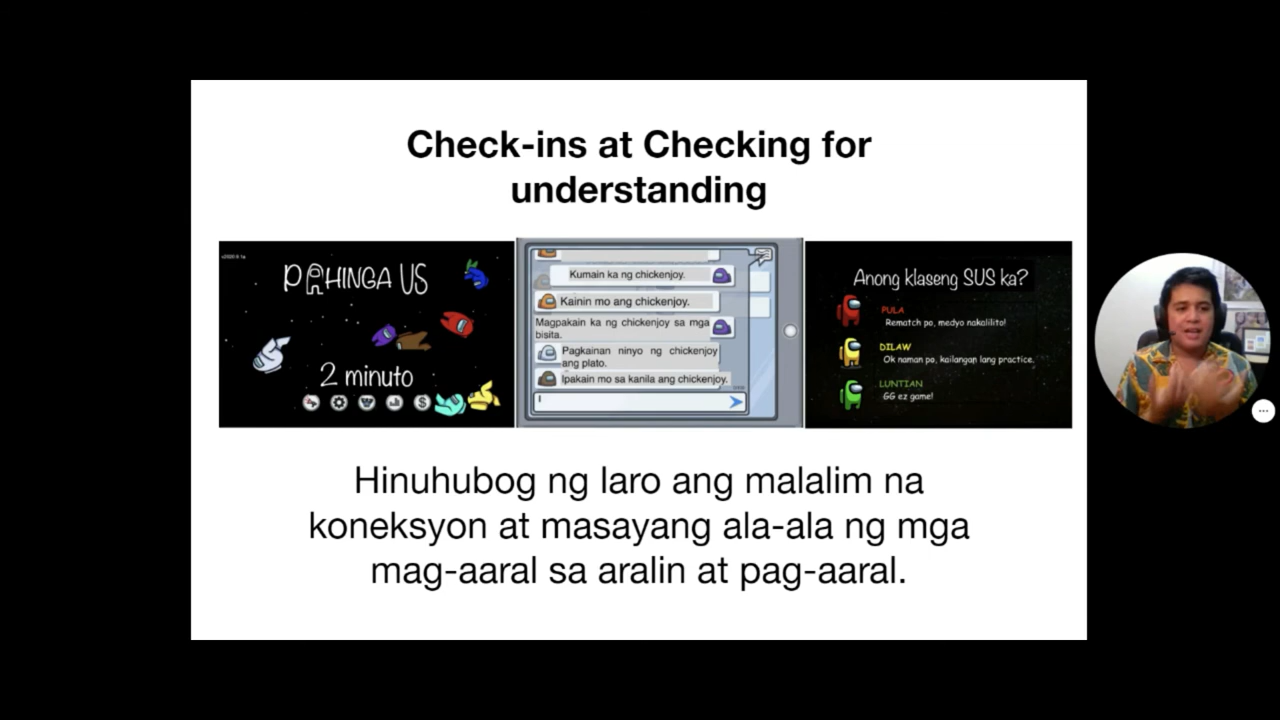 Check-ins at Checking for
understanding
v2020.9.1a
PAHINGA US
2 minuto
Kumain ka ng chickenjoy.
Kainin mo ang chickenjoy.
Magpakain ka ng chickenjoy sa mga
bisita.
Pagkainan ninyo ng chickenjoy
ang plato.
Ipakain mo sa kanila ang chickenjoy.
Anong klaseng SUS ka?
PULA
Rematch po, medyo nakalilito!
DILAW
Ok naman po, kailangan lang practice.
LUNTIAN
GG ez game!
Hinuhubog ng laro ang malalim na
koneksyon at masayang ala-ala ng mga
mag-aaral sa aralin at pag-aaral.